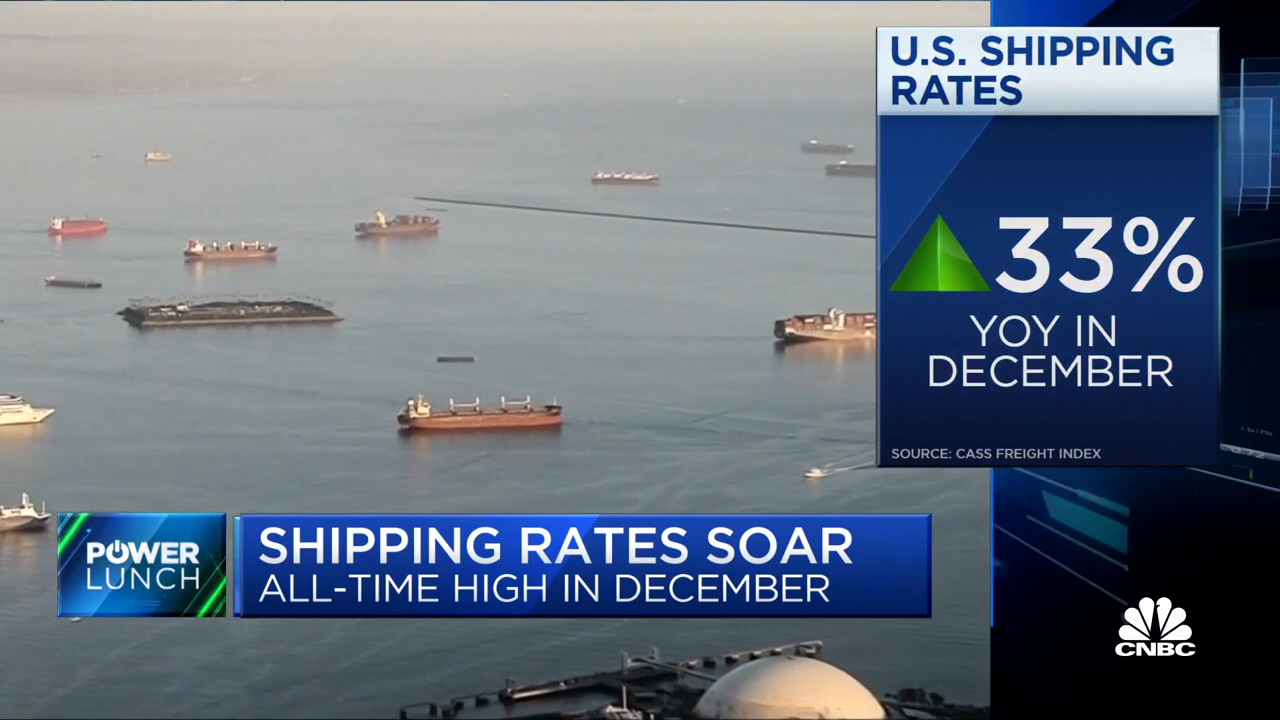 U.S. SHIPPING
RATES
33%
YOY IN
DECEMBER
SOURCE: CASS FREIGHT INDEX
POWER
LUNCH
SHIPPING RATES SOAR
ALL-TIME HIGH IN DECEMBER
CNBC